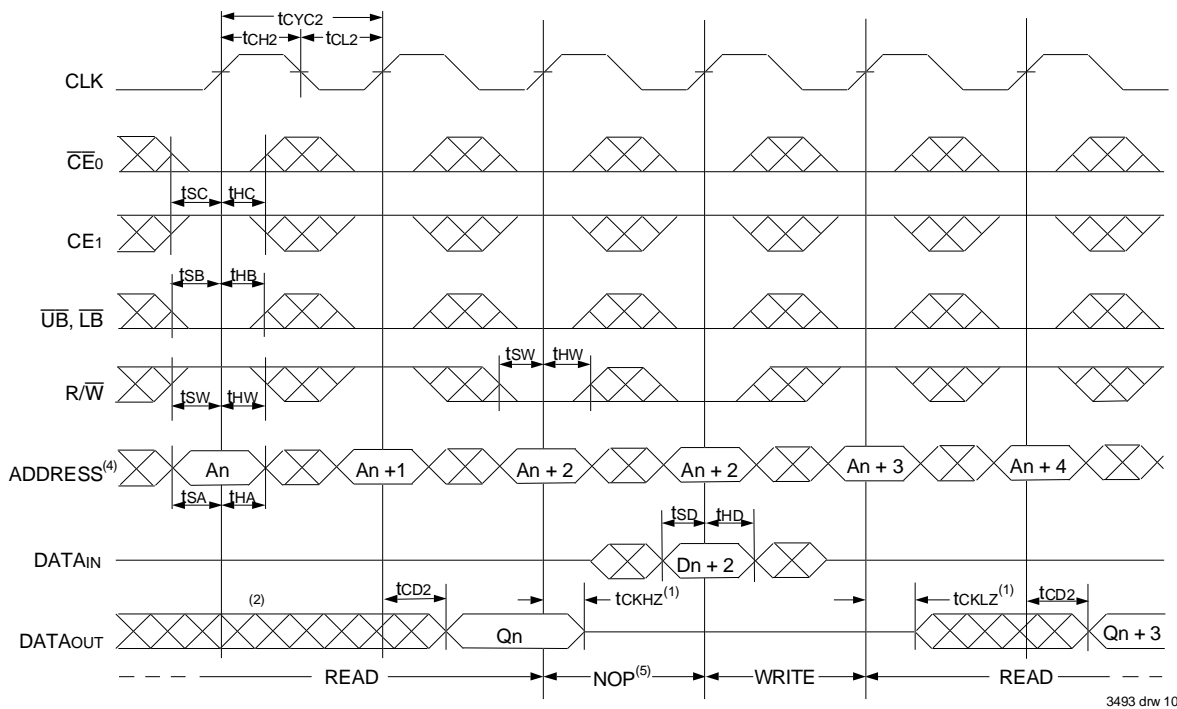 tCYC2
tCH2 tCL2
CLK
CE0
tSC tHC
CE1
tSB tHB
UB, LB
tSW tHW
R/W
tSW tHW
ADDRESS(4) An An +1 An + 2 An + 2 An + 3 An + 4
tSA tHA
tSD tHD
DATAIN Dn + 2
tCD2 tCKHZ(1) tCKLZ(1) tCD2
(2)
DATAOUT Qn Qn + 3
READ NOP(5) WRITE READ
3493 drw 10